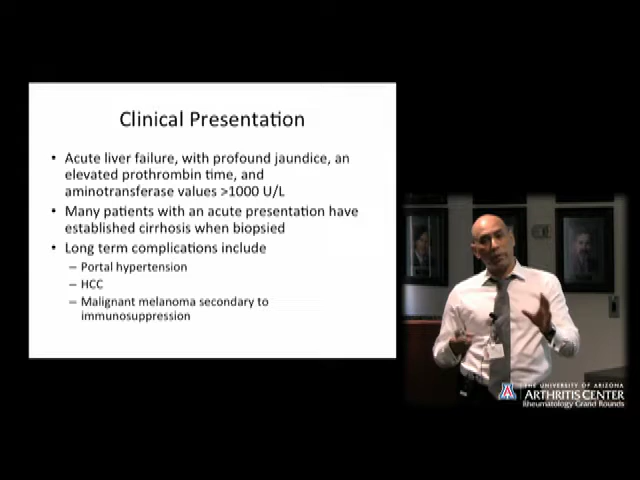 Clinical Presentation
• Acute liver failure, with profound jaundice, an
elevated prothrombin time, and
aminotransferase values >1000 U/L
• Many patients with an acute presentation have
established cirrhosis when biopsied
• Long term complications include
– Portal hypertension
– HCC
– Malignant melanoma secondary to
immunosuppression
THE UNIVERSITY OF ARIZONA
ARTHRITIS CENTER
Rheumatology Grand Rounds